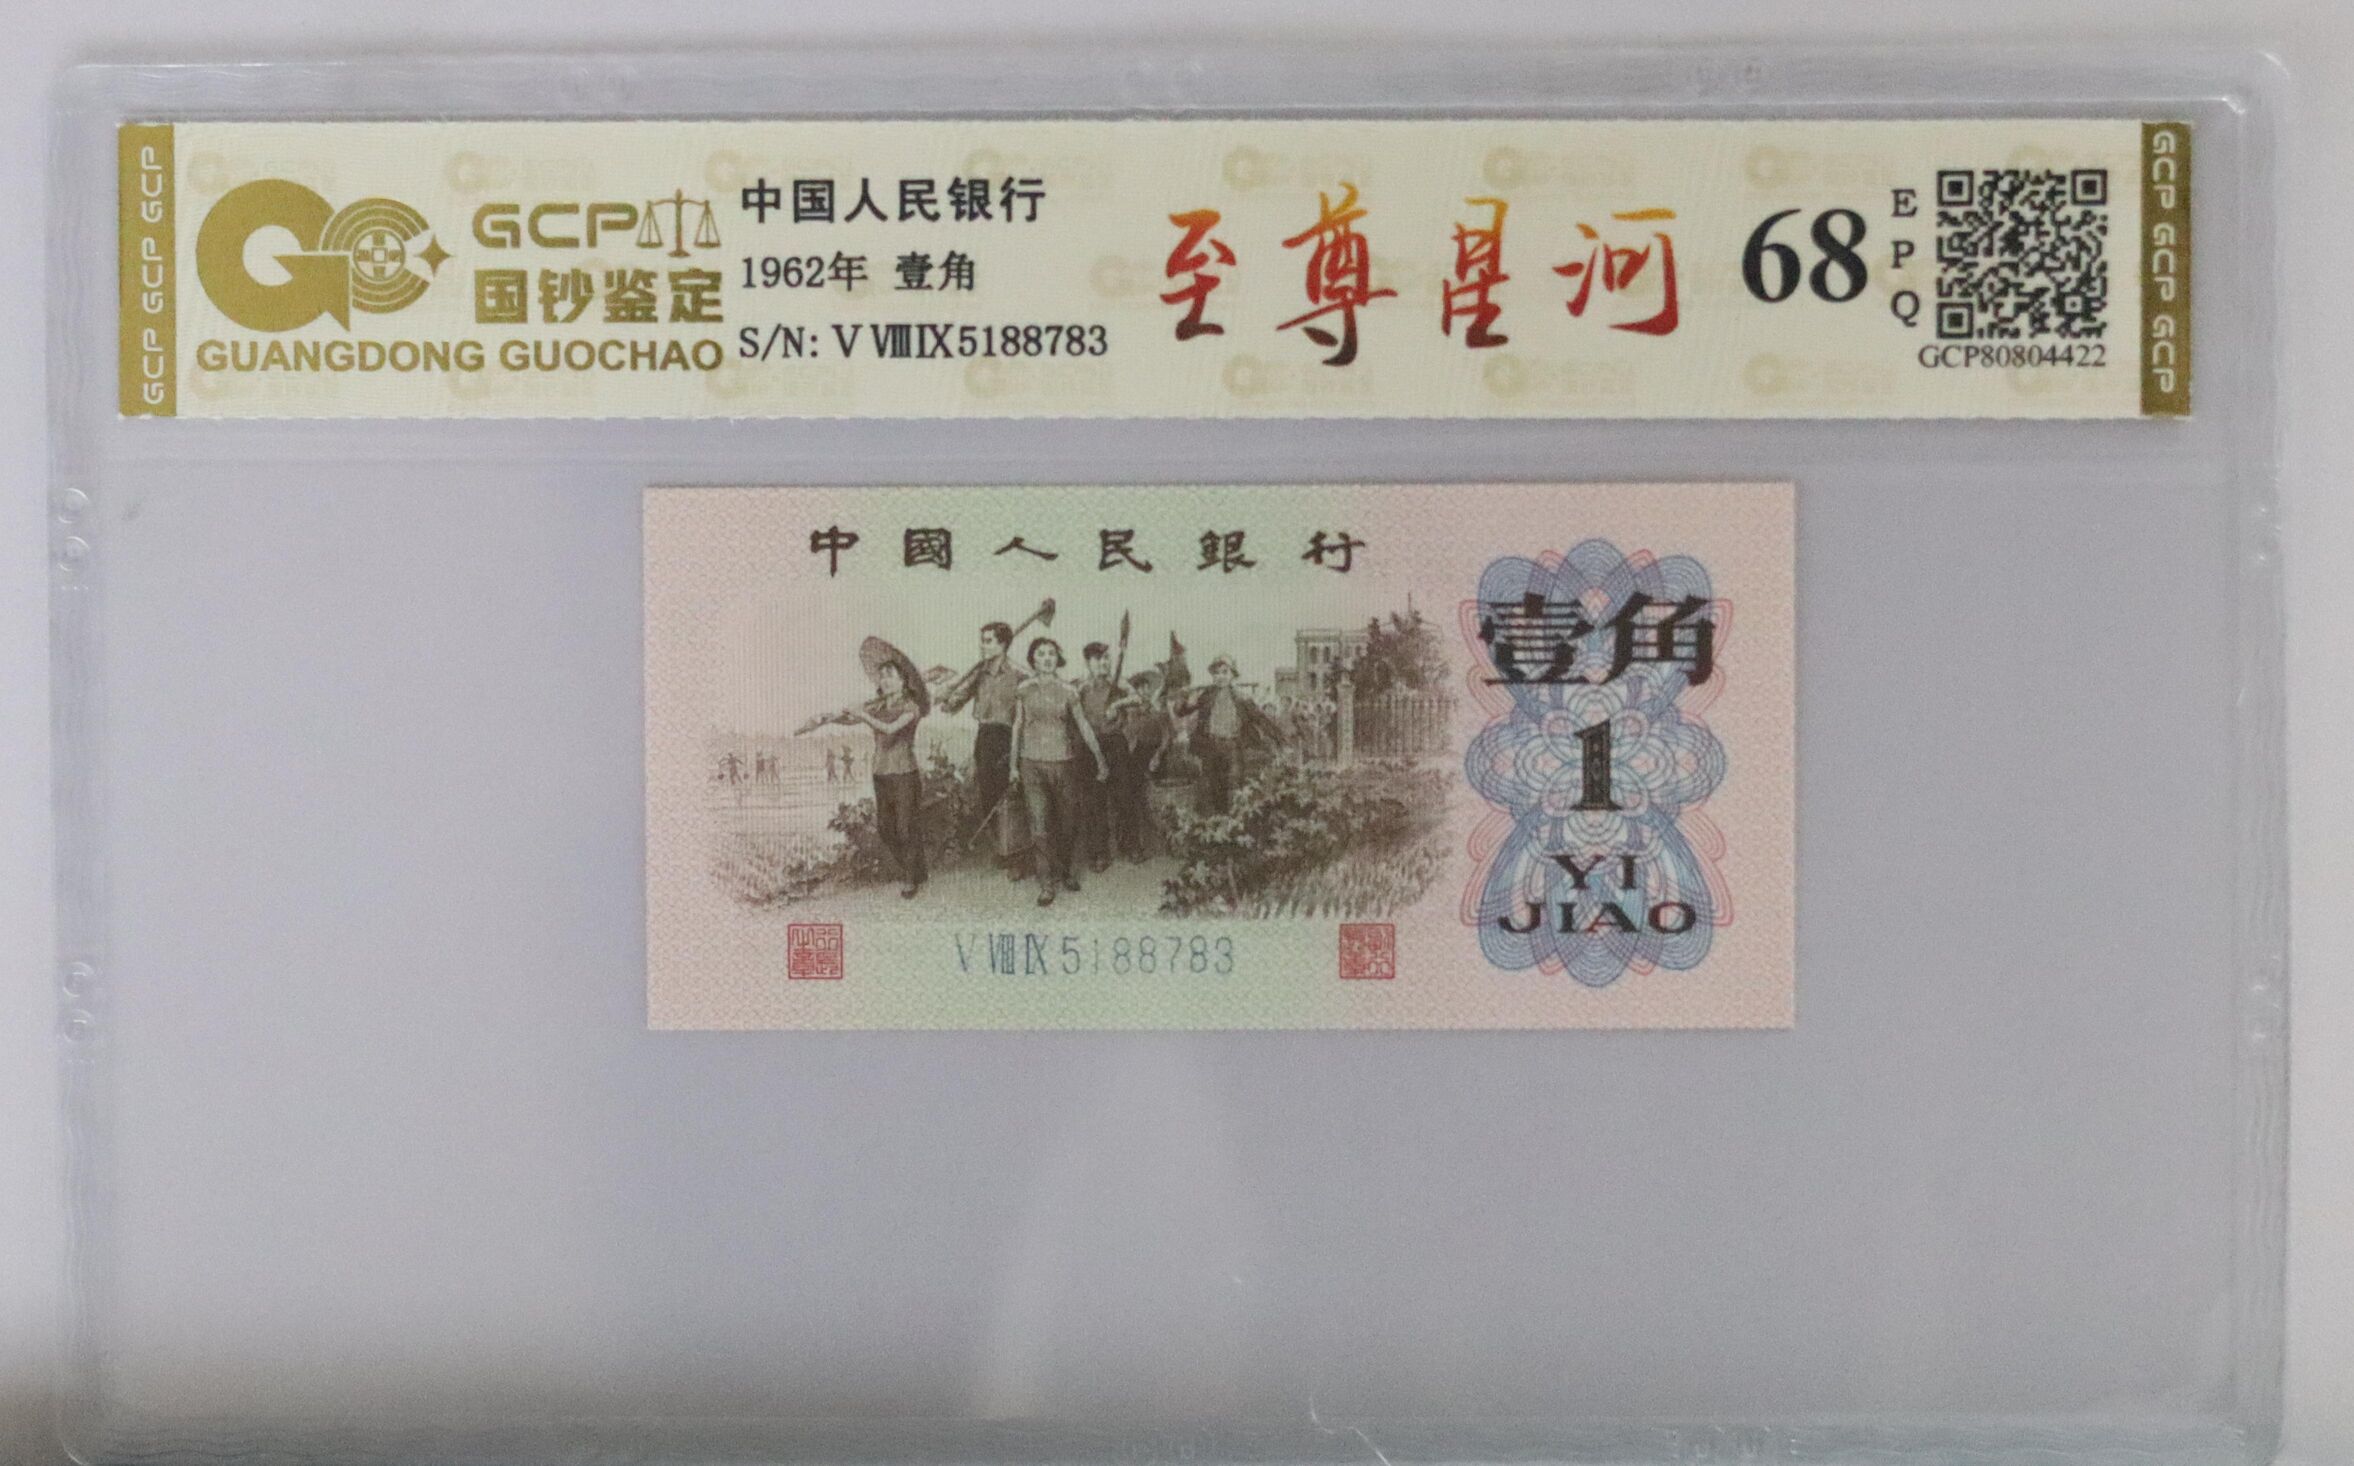 GCP GCP GCP
GCP
国钞鉴定
GUANGDONG GUOCHAO
中国人民银行
1962年 壹角
S/N: V VIII IX 5188783
至尊星河
68
EPQ
GCP80804422
GCP GCP GCP
中國人民銀行
壹角
1
YI
JIAO
V VIII IX 5188783